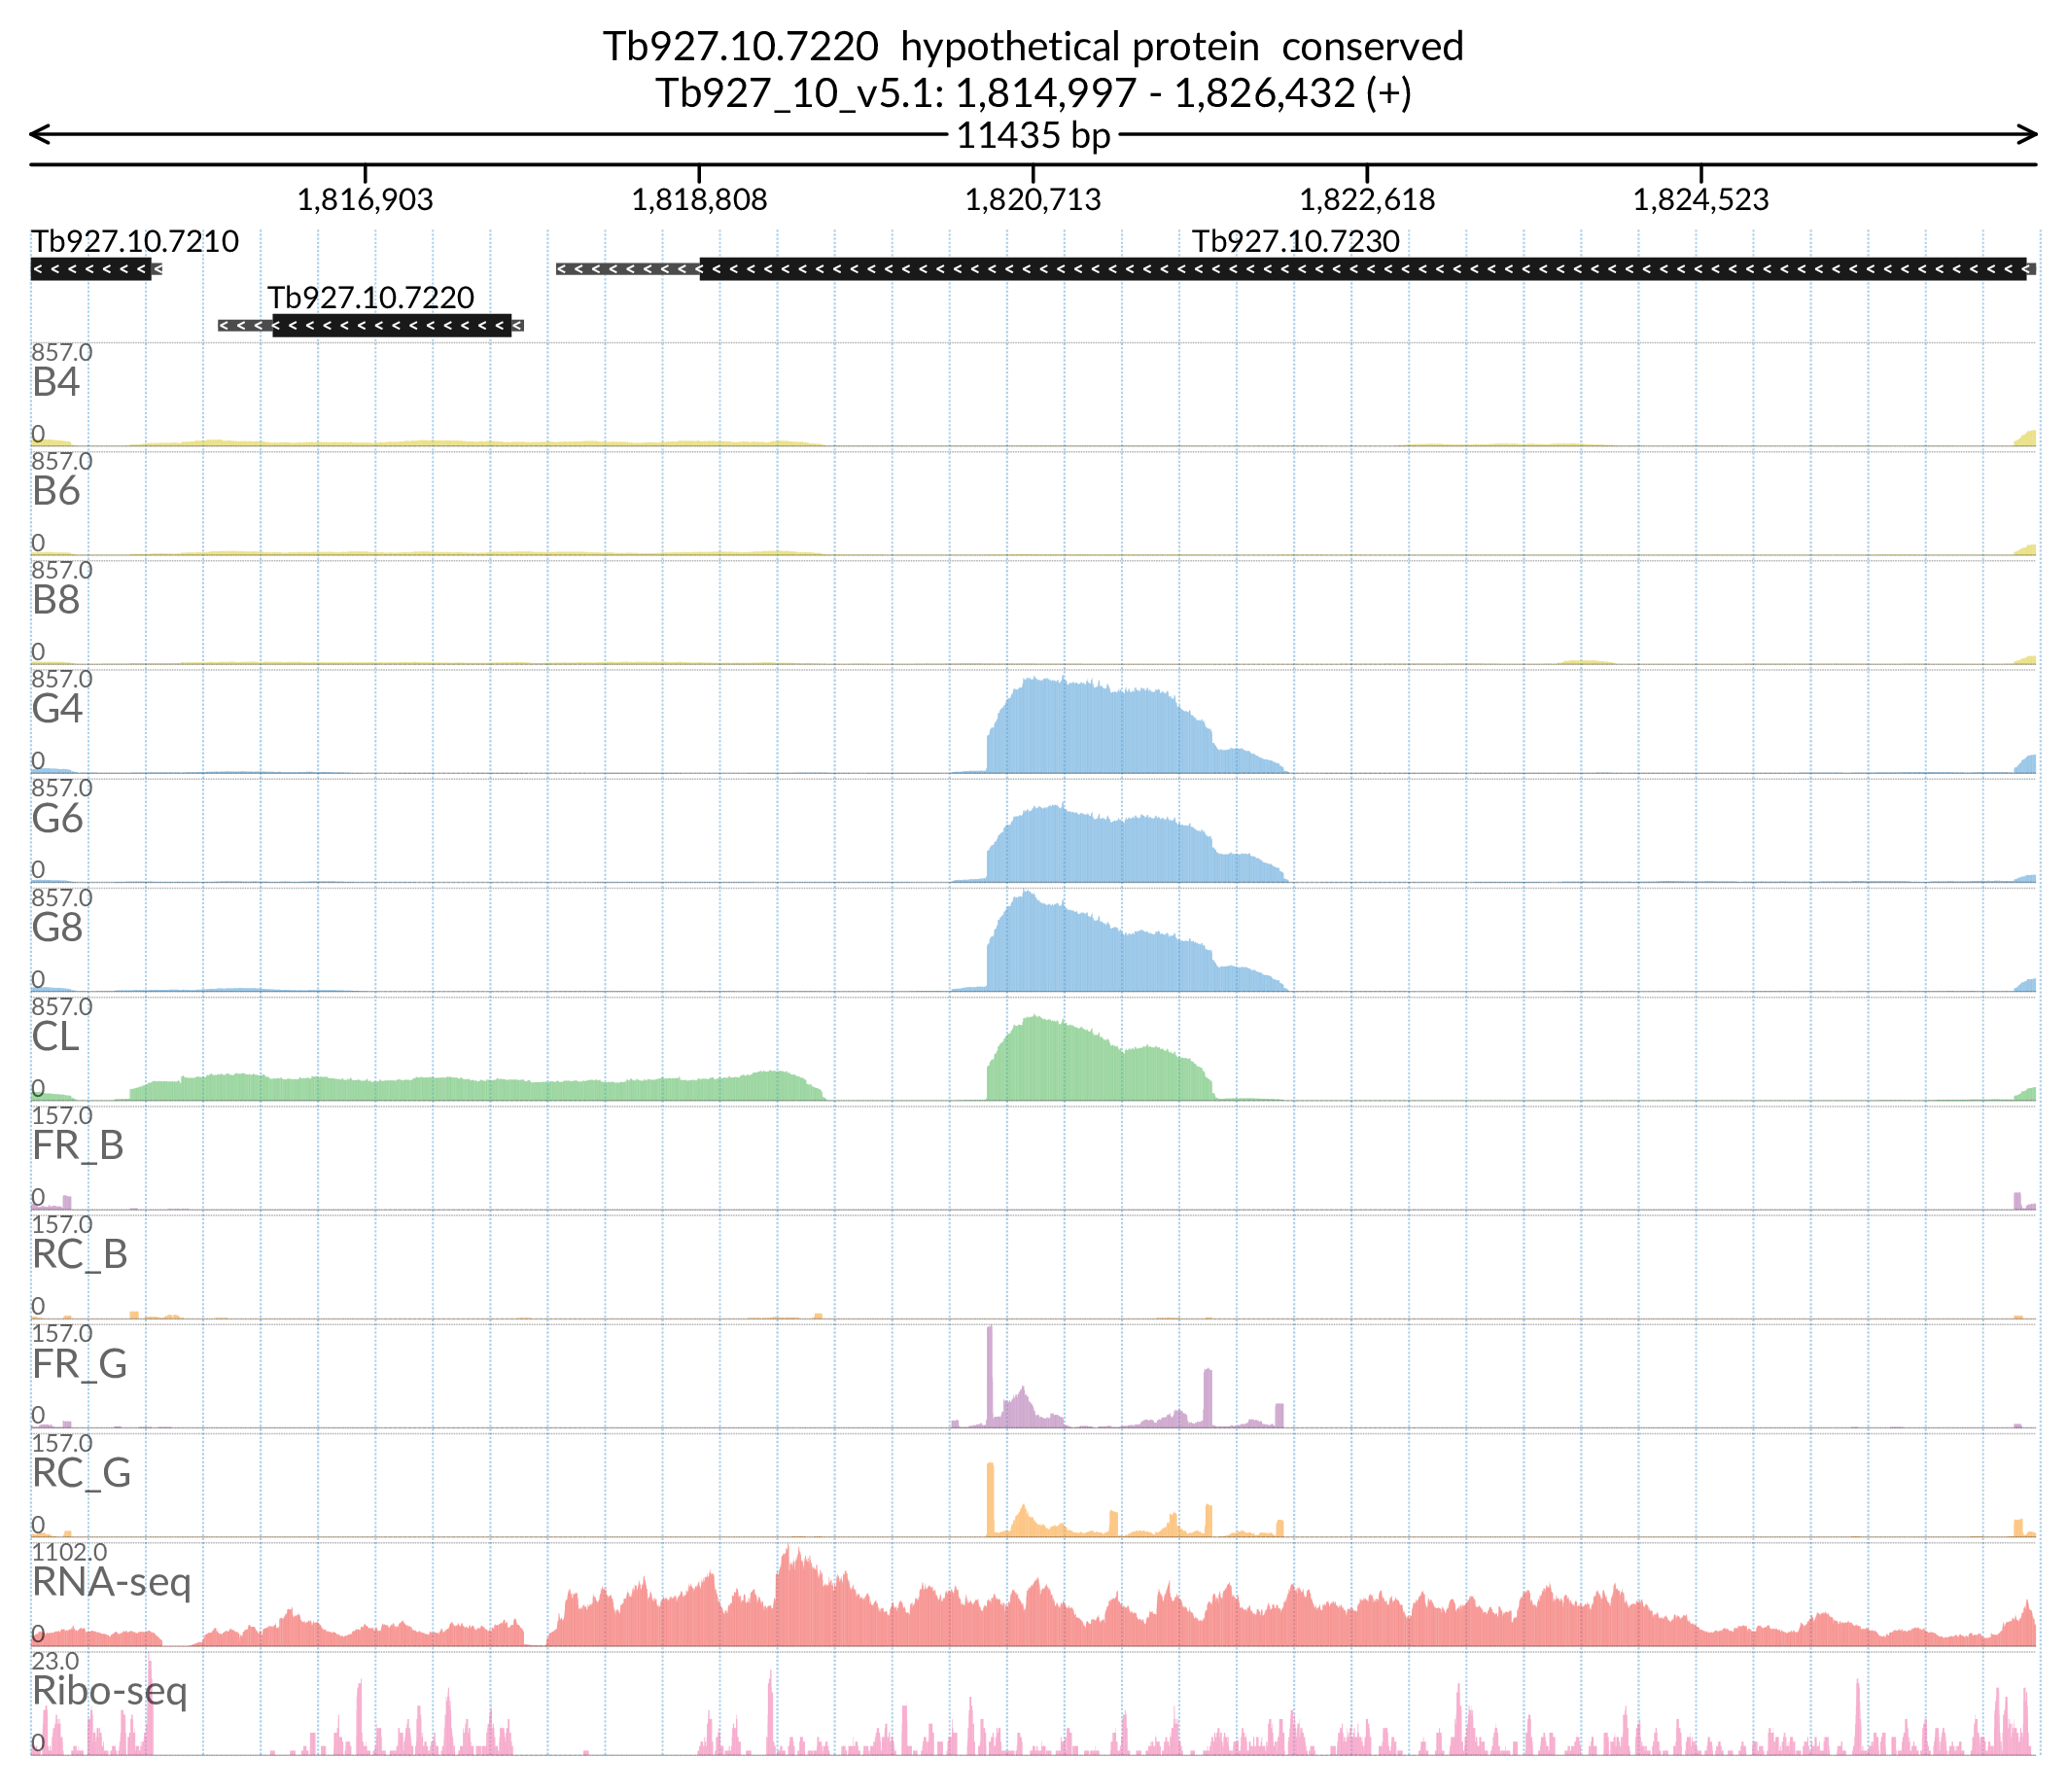 Tb927.10.7220 hypothetical protein conserved
Tb927_10_v5.1: 1,814,997 - 1,826,432 (+)
11435 bp
1,816,903 1,818,808 1,820,713 1,822,618 1,824,523
Tb927.10.7210 Tb927.10.7230
Tb927.10.7220
857.0
B4
0
857.0
B6
0
857.0
B8
0
857.0
G4
0
857.0
G6
0
857.0
G8
0
857.0
CL
0
157.0
FR_B
0
157.0
RC_B
0
157.0
FR_G
0
157.0
RC_G
0
1102.0
RNA-seq
0
23.0
Ribo-seq
0